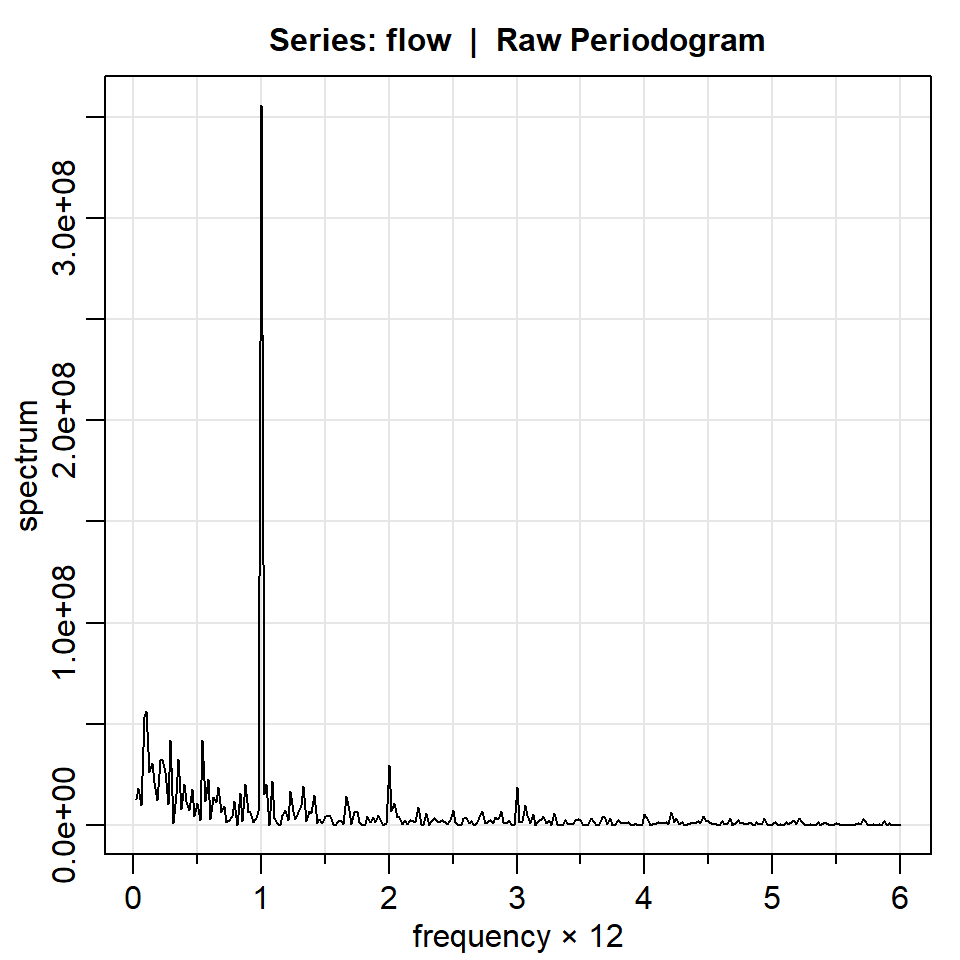 Series: flow | Raw Periodogram
spectrum
3.0e+08
2.0e+08
1.0e+08
0.0e+00
0 1 2 3 4 5 6
frequency × 12